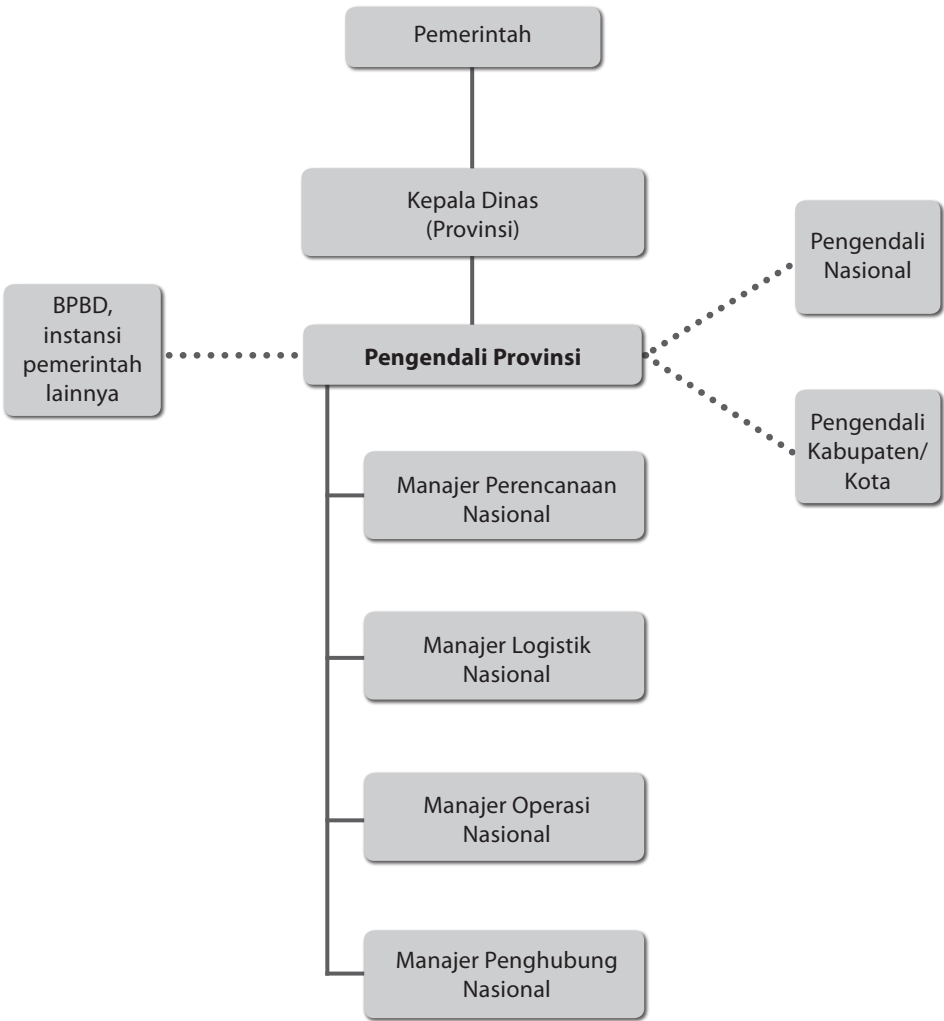 Pemerintah
Kepala Dinas
(Provinsi)
Pengendali
Nasional
BPBD,
instansi
pemerintah
lainnya
Pengendali Provinsi
Pengendali
Kabupaten/
Kota
Manajer Perencanaan
Nasional
Manajer Logistik
Nasional
Manajer Operasi
Nasional
Manajer Penghubung
Nasional